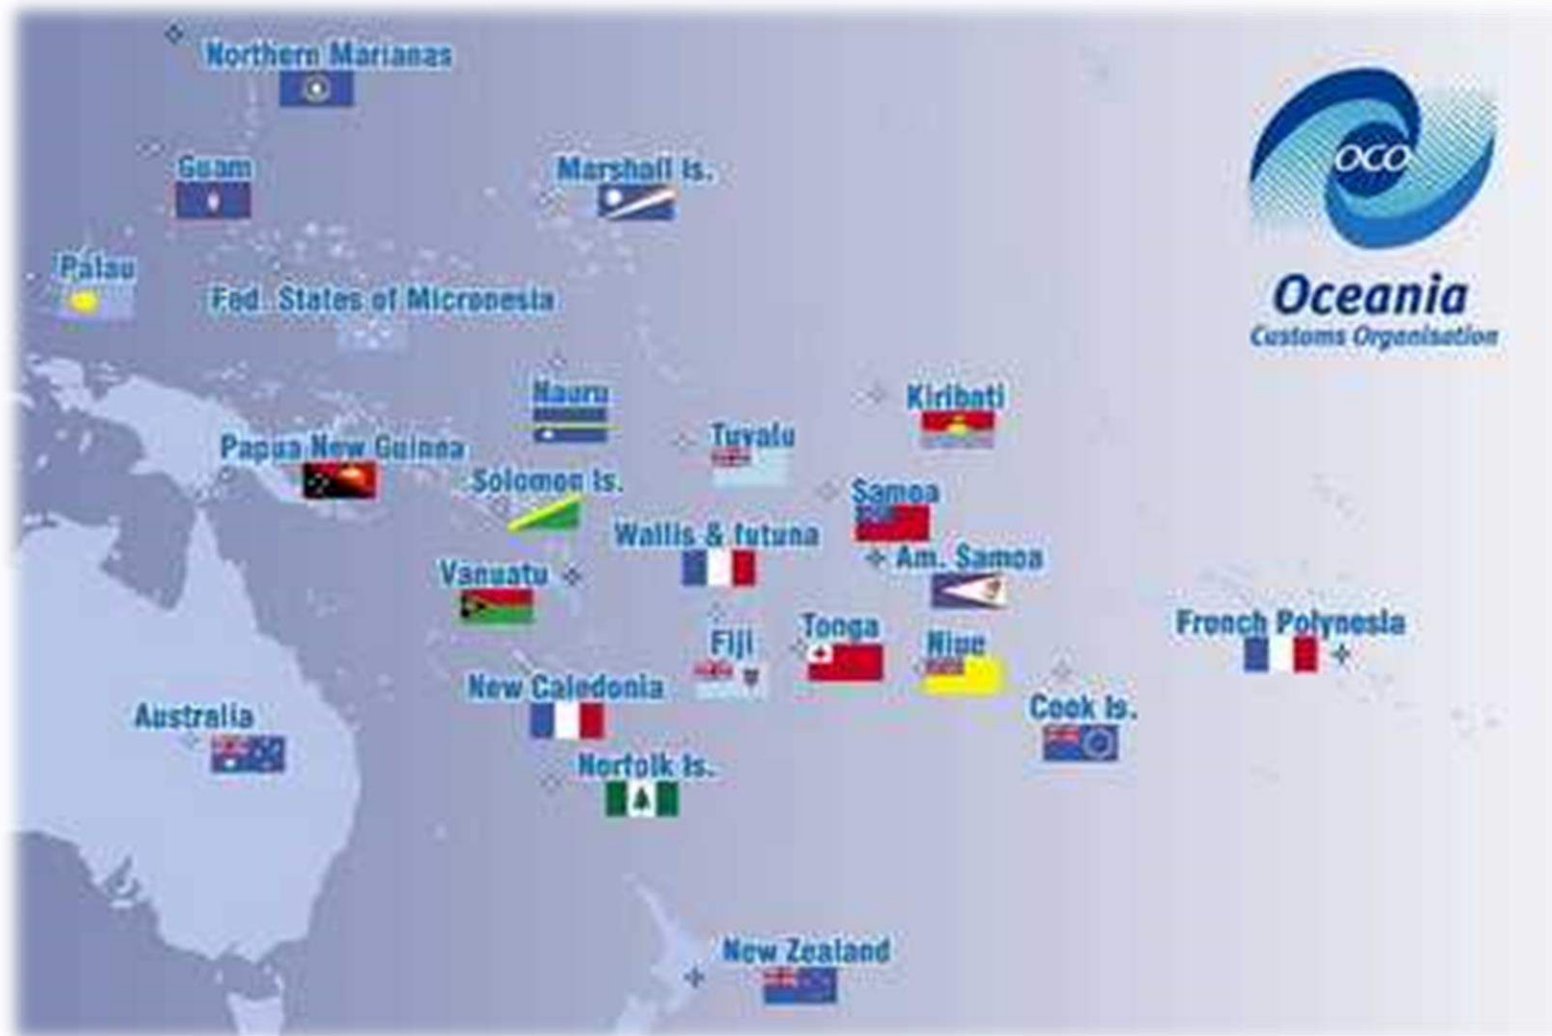 Northern Marianas
Guam
Marshall Is.
OCO
Oceania
Customs Organisation
Palau
Fed. States of Micronesia
Nauru
Kiribati
Papua New Guinea
Tuvalu
Solomon Is.
Samoa
Wallis & futuna
Am. Samoa
Vanuatu
French Polynesia
Tonga
Fiji
Niue
New Caledonia
Cook Is.
Australia
Norfolk Is.
New Zealand